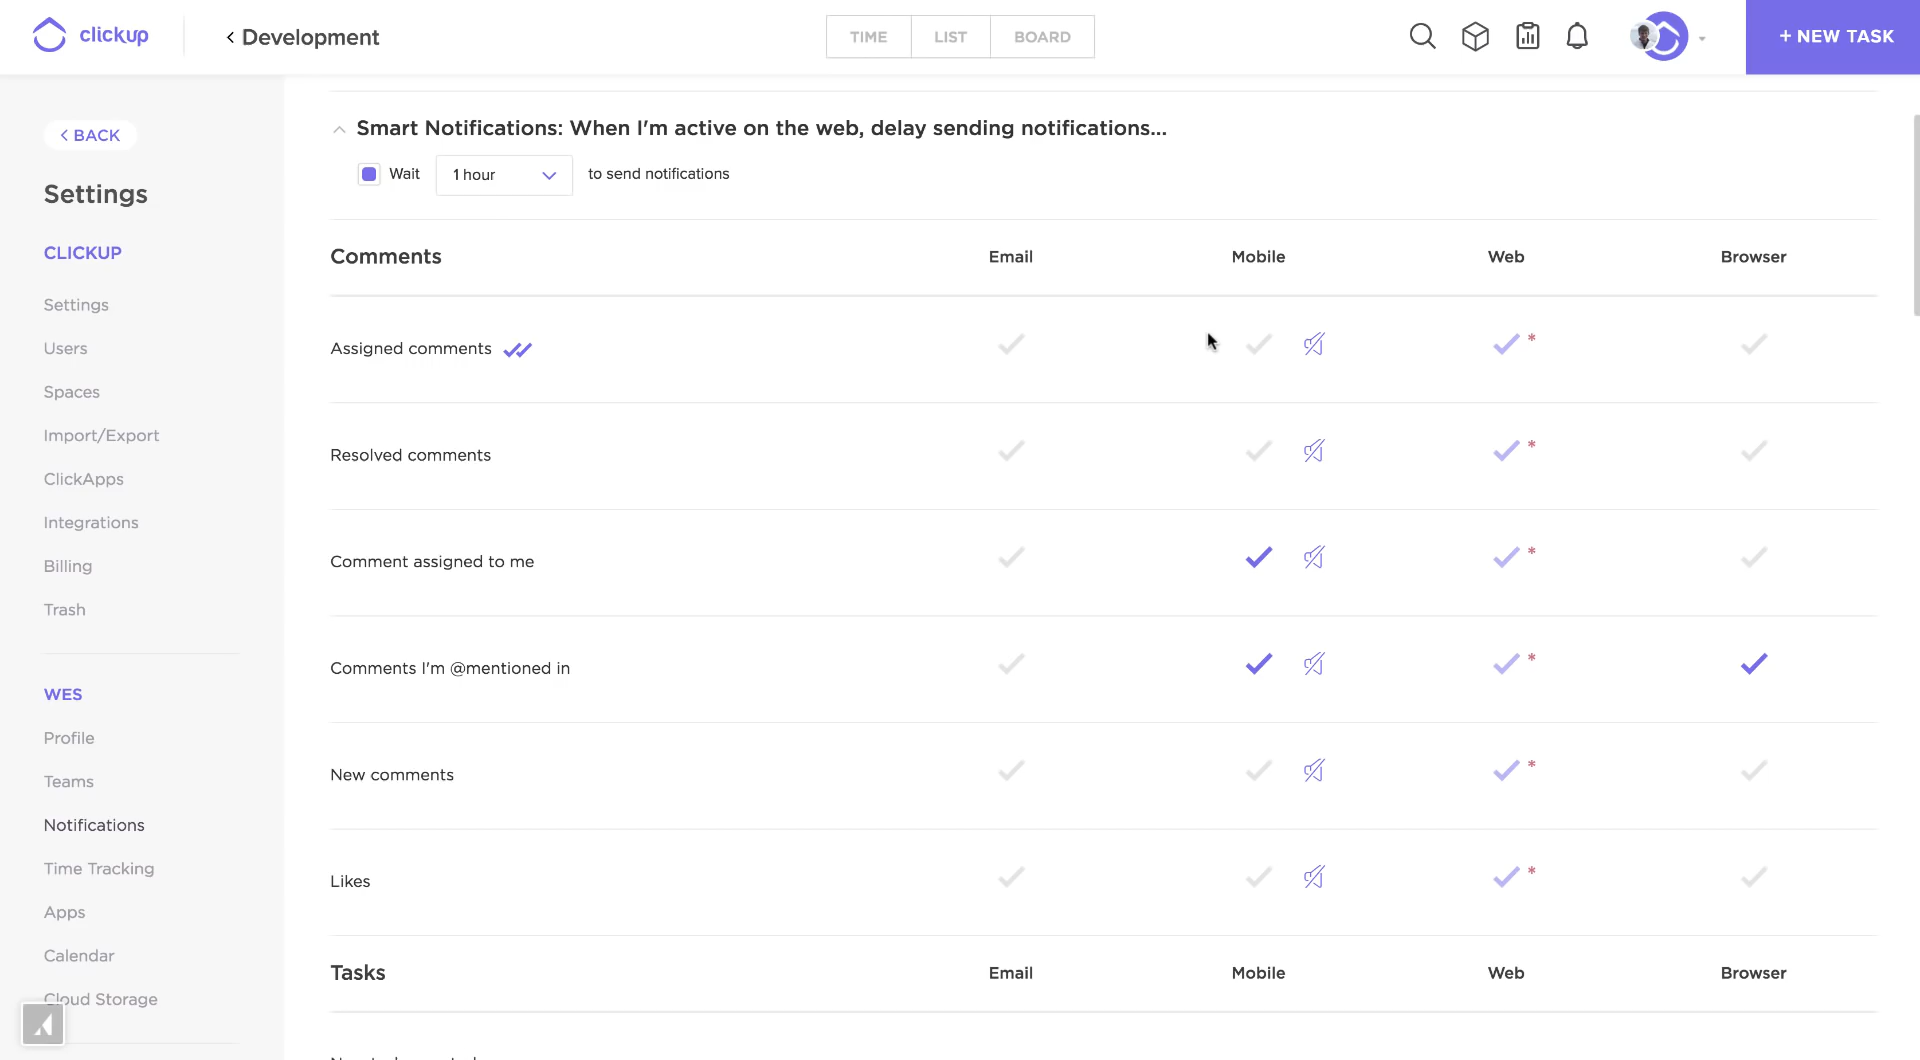 clickup
< Development
TIME
LIST
BOARD
+ NEW TASK
< BACK
Settings
CLICKUP
Settings
Users
Spaces
Import/Export
ClickApps
Integrations
Billing
Trash
WES
Profile
Teams
Notifications
Time Tracking
Apps
Calendar
Cloud Storage
Smart Notifications: When I'm active on the web, delay sending notifications...
Wait 1 hour to send notifications
Comments Email Mobile Web Browser
Assigned comments *
Resolved comments *
Comment assigned to me *
Comments I'm @mentioned in *
New comments *
Likes *
Tasks Email Mobile Web Browser